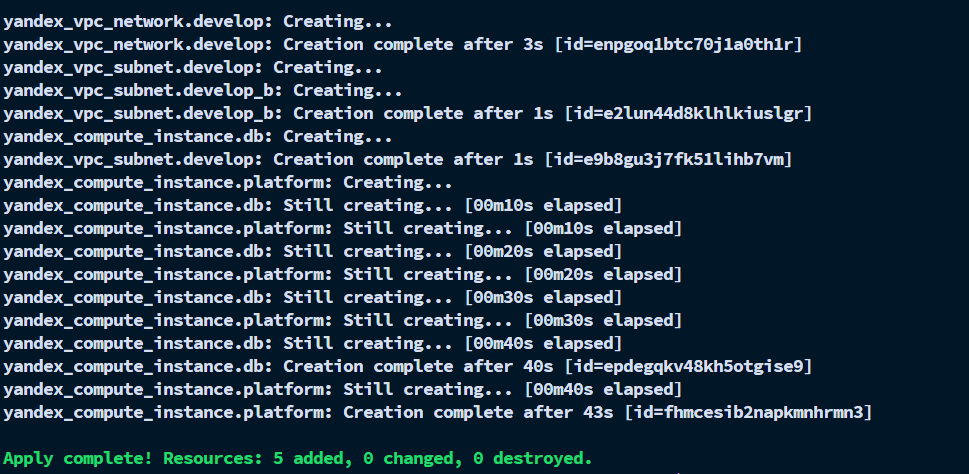 yandex_vpc_network.develop: Creating...
yandex_vpc_network.develop: Creation complete after 3s [id=enpgoq1btc70j1a0th1r]
yandex_vpc_subnet.develop: Creating...
yandex_vpc_subnet.develop_b: Creating...
yandex_vpc_subnet.develop_b: Creation complete after 1s [id=e2lun44d8klhlkiuslgr]
yandex_compute_instance.db: Creating...
yandex_vpc_subnet.develop: Creation complete after 1s [id=e9b8gu3j7fk51lihb7vm]
yandex_compute_instance.platform: Creating...
yandex_compute_instance.db: Still creating... [00m10s elapsed]
yandex_compute_instance.platform: Still creating... [00m10s elapsed]
yandex_compute_instance.db: Still creating... [00m20s elapsed]
yandex_compute_instance.platform: Still creating... [00m20s elapsed]
yandex_compute_instance.db: Still creating... [00m30s elapsed]
yandex_compute_instance.platform: Still creating... [00m30s elapsed]
yandex_compute_instance.db: Still creating... [00m40s elapsed]
yandex_compute_instance.db: Creation complete after 40s [id=epdegqkv48kh5otgise9]
yandex_compute_instance.platform: Still creating... [00m40s elapsed]
yandex_compute_instance.platform: Creation complete after 43s [id=fhmcesib2napkmnhrmn3]
Apply complete! Resources: 5 added, 0 changed, 0 destroyed.